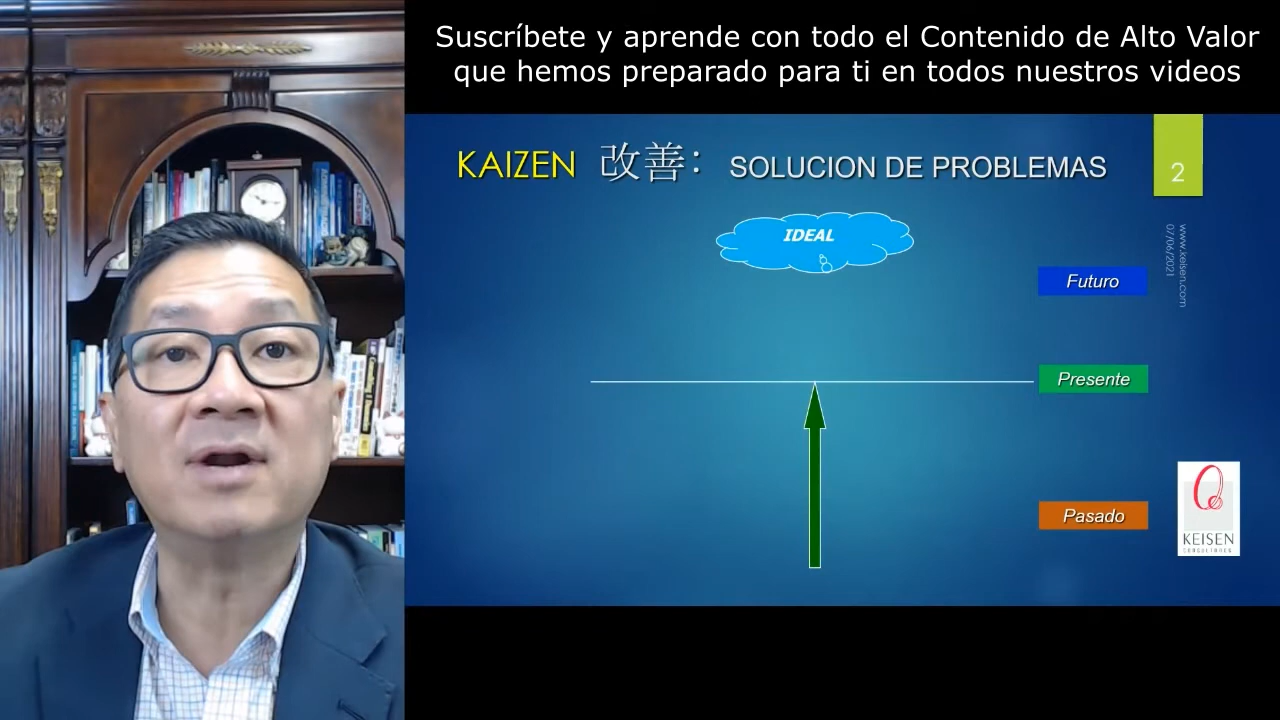 Suscríbete y aprende con todo el Contenido de Alto Valor
que hemos preparado para ti en todos nuestros videos
KAIZEN 改善: SOLUCION DE PROBLEMAS
2
www.keisen.com
07/06/2021
IDEAL
Futuro
Presente
Pasado
KEISEN
CONSULTORES